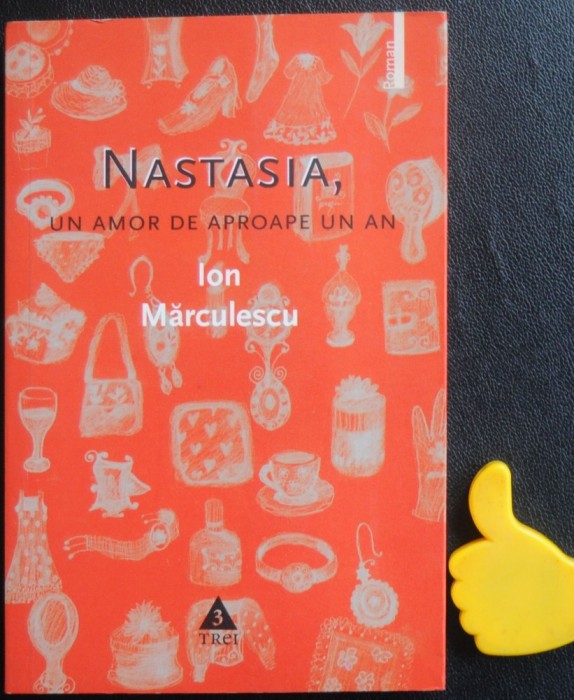 Roman
NASTASIA,
UN AMOR DE APROAPE UN AN
Ion
Mărculescu
3
TREI